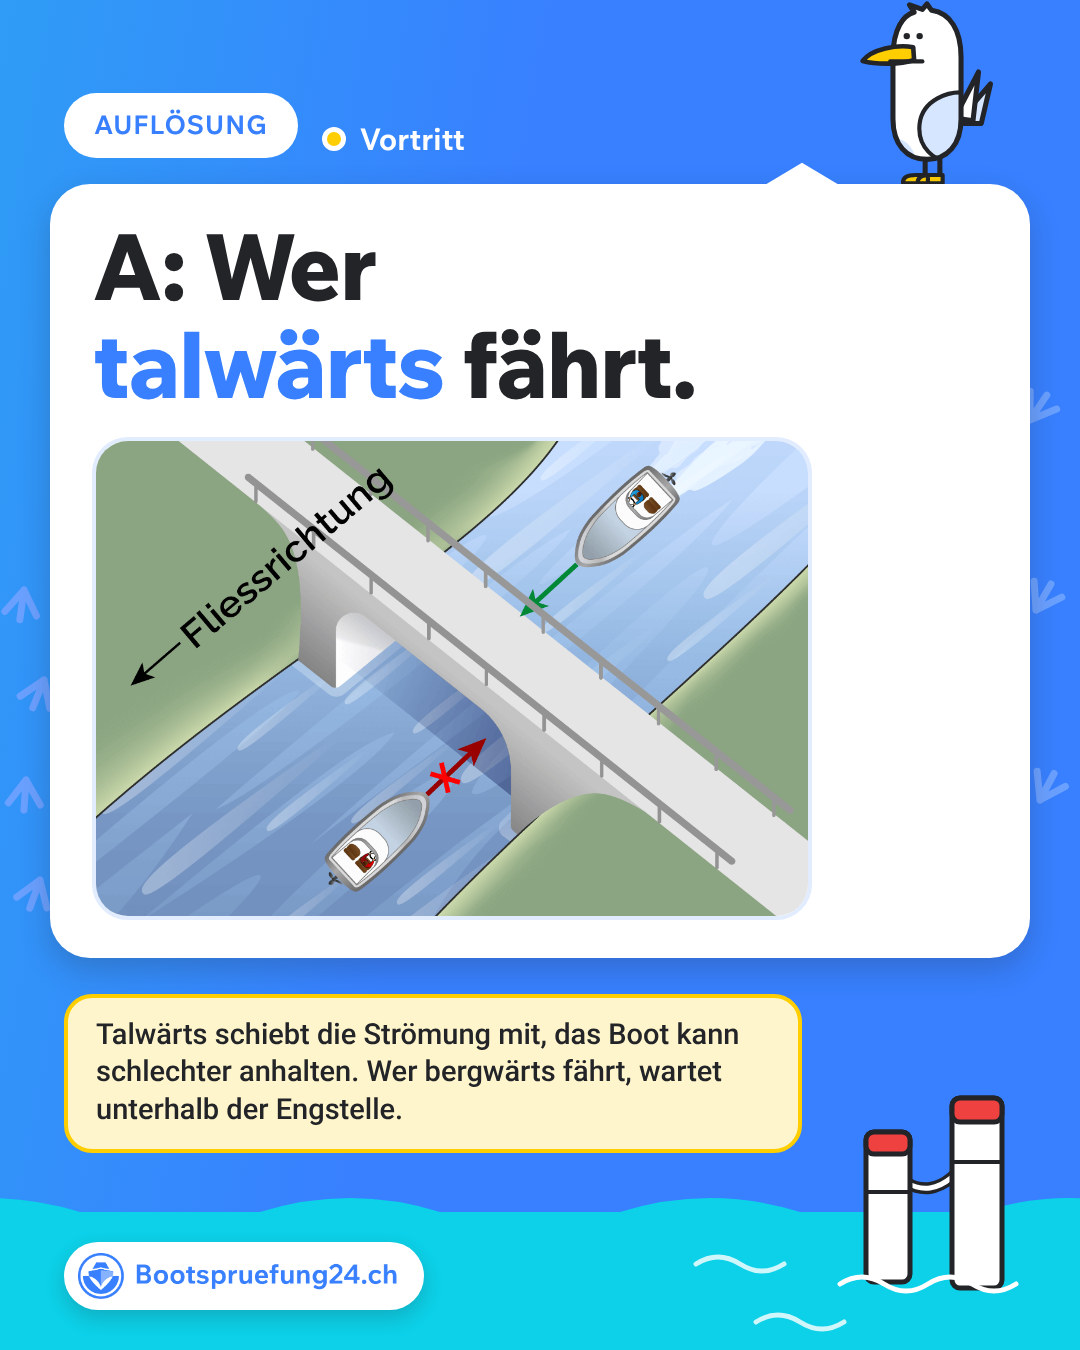 AUFLÖSUNG
Vortritt
A: Wer
talwärts fährt.
Fliessrichtung
Talwärts schiebt die Strömung mit, das Boot kann
schlechter anhalten. Wer bergwärts fährt, wartet
unterhalb der Engstelle.
Bootspruefung24.ch